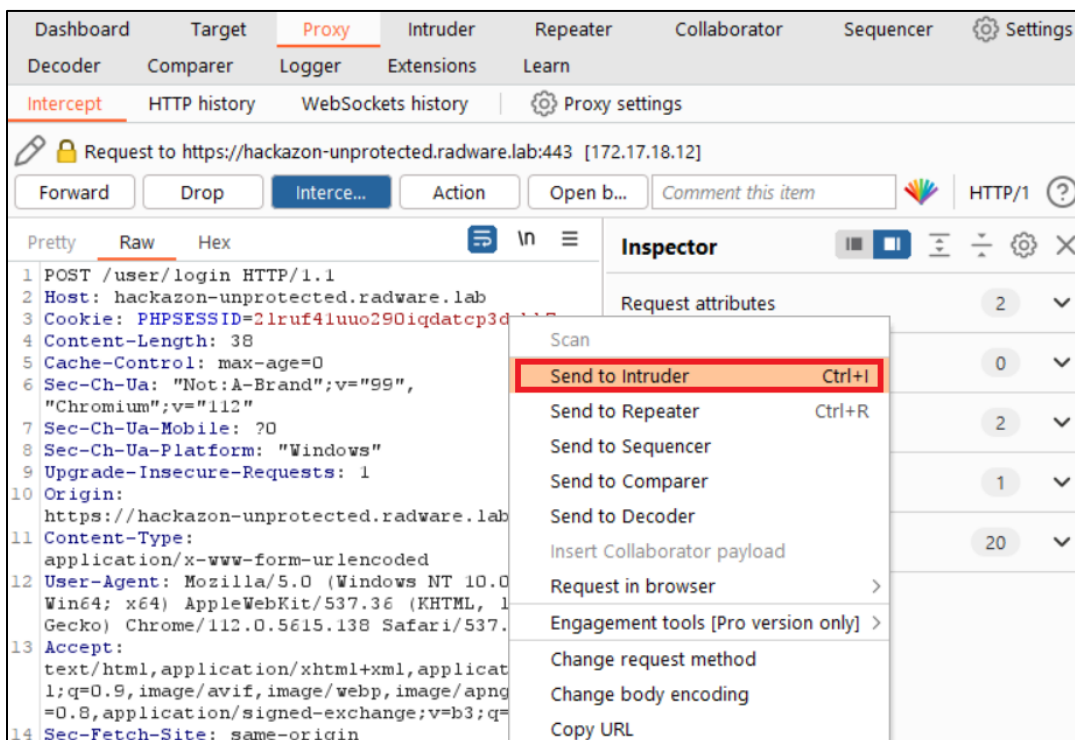 Dashboard Target Proxy Intruder Repeater Collaborator Sequencer Settings
Decoder Comparer Logger Extensions Learn
Intercept HTTP history WebSockets history Proxy settings
Request to https://hackazon-unprotected.radware.lab:443 [172.17.18.12]
Forward Drop Interce... Action Open b... Comment this item HTTP/1 ?
Pretty Raw Hex \n
Inspector
1 POST /user/login HTTP/1.1
2 Host: hackazon-unprotected.radware.lab
3 Cookie: PHPSESSID=
4 Content-Length: 38
5 Cache-Control: max-age=0
6 Sec-Ch-Ua: "Not:A-Brand";v="99",
"Chromium";v="112"
7 Sec-Ch-Ua-Mobile: ?0
8 Sec-Ch-Ua-Platform: "Windows"
9 Upgrade-Insecure-Requests: 1
10 Origin:
https://hackazon-unprotected.radware.lab
11 Content-Type:
application/x-www-form-urlencoded
12 User-Agent: Mozilla/5.0 (Windows NT 10.0
Win64; x64) AppleWebKit/537.36 (KHTML, l
Gecko) Chrome/112.0.5615.138 Safari/537.
13 Accept:
text/html,application/xhtml+xml,applicat
l;q=0.9,image/avif,image/webp,image/apng
=0.8,application/signed-exchange;v=b3;q=
14 Sec-Fetch-Site: same-origin
Scan
Send to Intruder Ctrl+I
Send to Repeater Ctrl+R
Send to Sequencer
Send to Comparer
Send to Decoder
Insert Collaborator payload
Request in browser >
Engagement tools [Pro version only] >
Change request method
Change body encoding
Copy URL
Request attributes 2
0
2
1
20